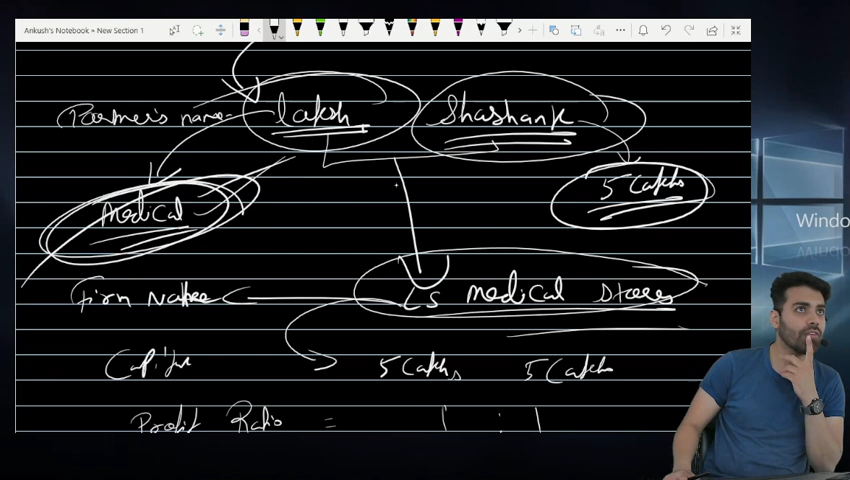 Ankush's Notebook » New Section 1
Partner's name - laksh Shashank
5 Lakhs
Medical
Firm Name LS Medical Stores
Capital 5 Lakhs 5 Lakhs
Profit Ratio = 1 : 1
Windo